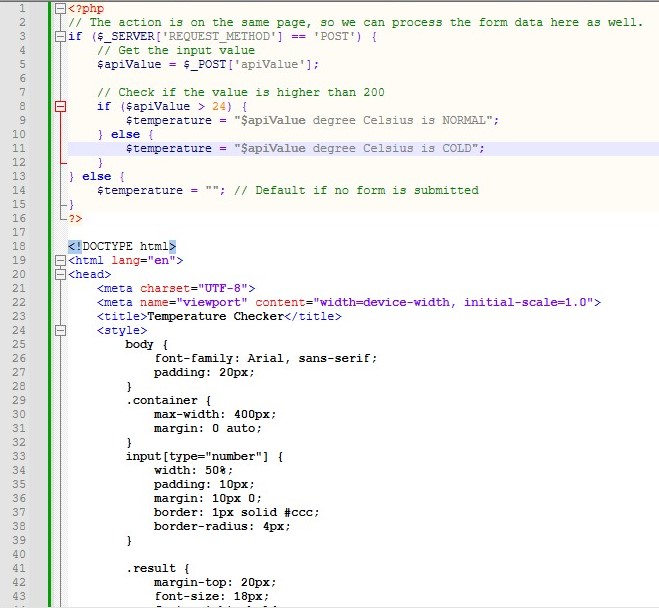 1 <?php
2 // The action is on the same page, so we can process the form data here as well.
3 if ($_SERVER['REQUEST_METHOD'] == 'POST') {
4 // Get the input value
5 $apiValue = $_POST['apiValue'];
6
7 // Check if the value is higher than 200
8 if ($apiValue > 24) {
9 $temperature = "$apiValue degree Celsius is NORMAL";
10 } else {
11 $temperature = "$apiValue degree Celsius is COLD";
12 }
13 } else {
14 $temperature = ""; // Default if no form is submitted
15 }
16 ?>
17
18 <!DOCTYPE html>
19 <html lang="en">
20 <head>
21 <meta charset="UTF-8">
22 <meta name="viewport" content="width=device-width, initial-scale=1.0">
23 <title>Temperature Checker</title>
24 <style>
25 body {
26 font-family: Arial, sans-serif;
27 padding: 20px;
28 }
29 .container {
30 max-width: 400px;
31 margin: 0 auto;
32 }
33 input[type="number"] {
34 width: 50%;
35 padding: 10px;
36 margin: 10px 0;
37 border: 1px solid #ccc;
38 border-radius: 4px;
39 }
40
41 .result {
42 margin-top: 20px;
43 font-size: 18px;